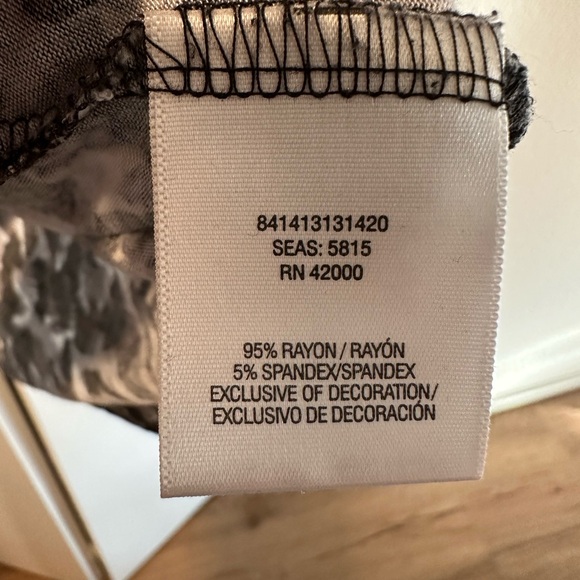 841413131420
SEAS: 5815
RN 42000
95% RAYON / RAYÓN
5% SPANDEX/SPANDEX
EXCLUSIVE OF DECORATION/
EXCLUSIVO DE DECORACIÓN